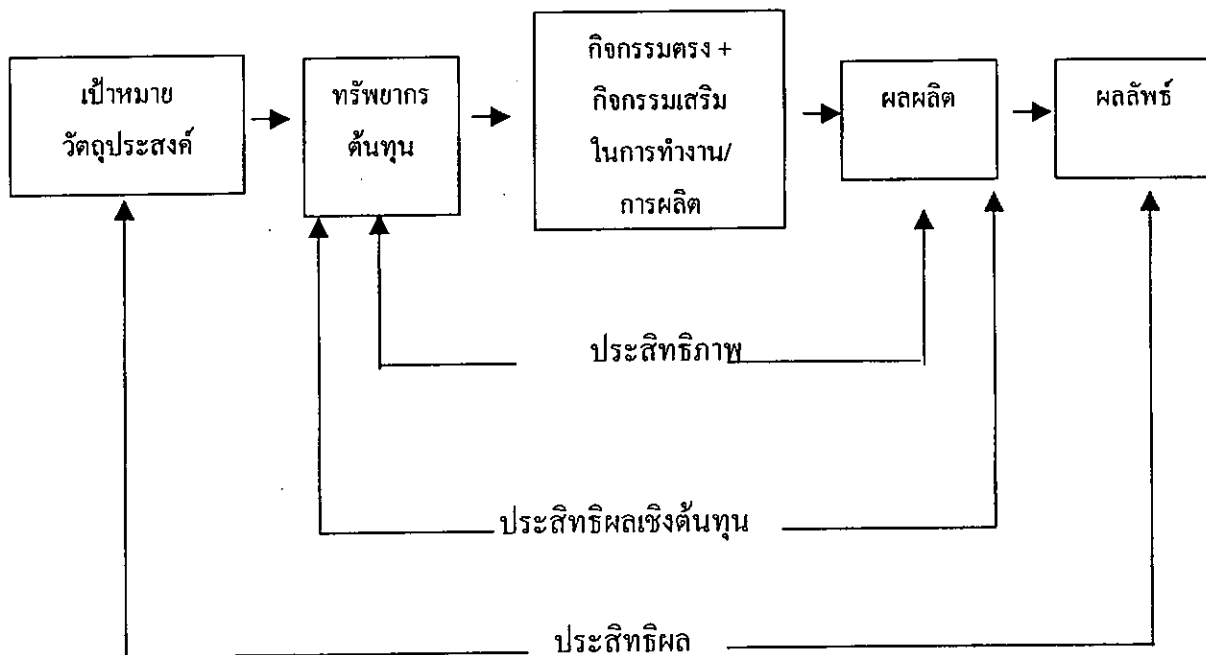 เป้าหมาย
วัตถุประสงค์
ทรัพยากร
ต้นทุน
กิจกรรมตรง +
กิจกรรมเสริม
ในการทำงาน/
การผลิต
ผลผลิต
ผลลัพธ์
ประสิทธิภาพ
ประสิทธิผลเชิงต้นทุน
ประสิทธิผล